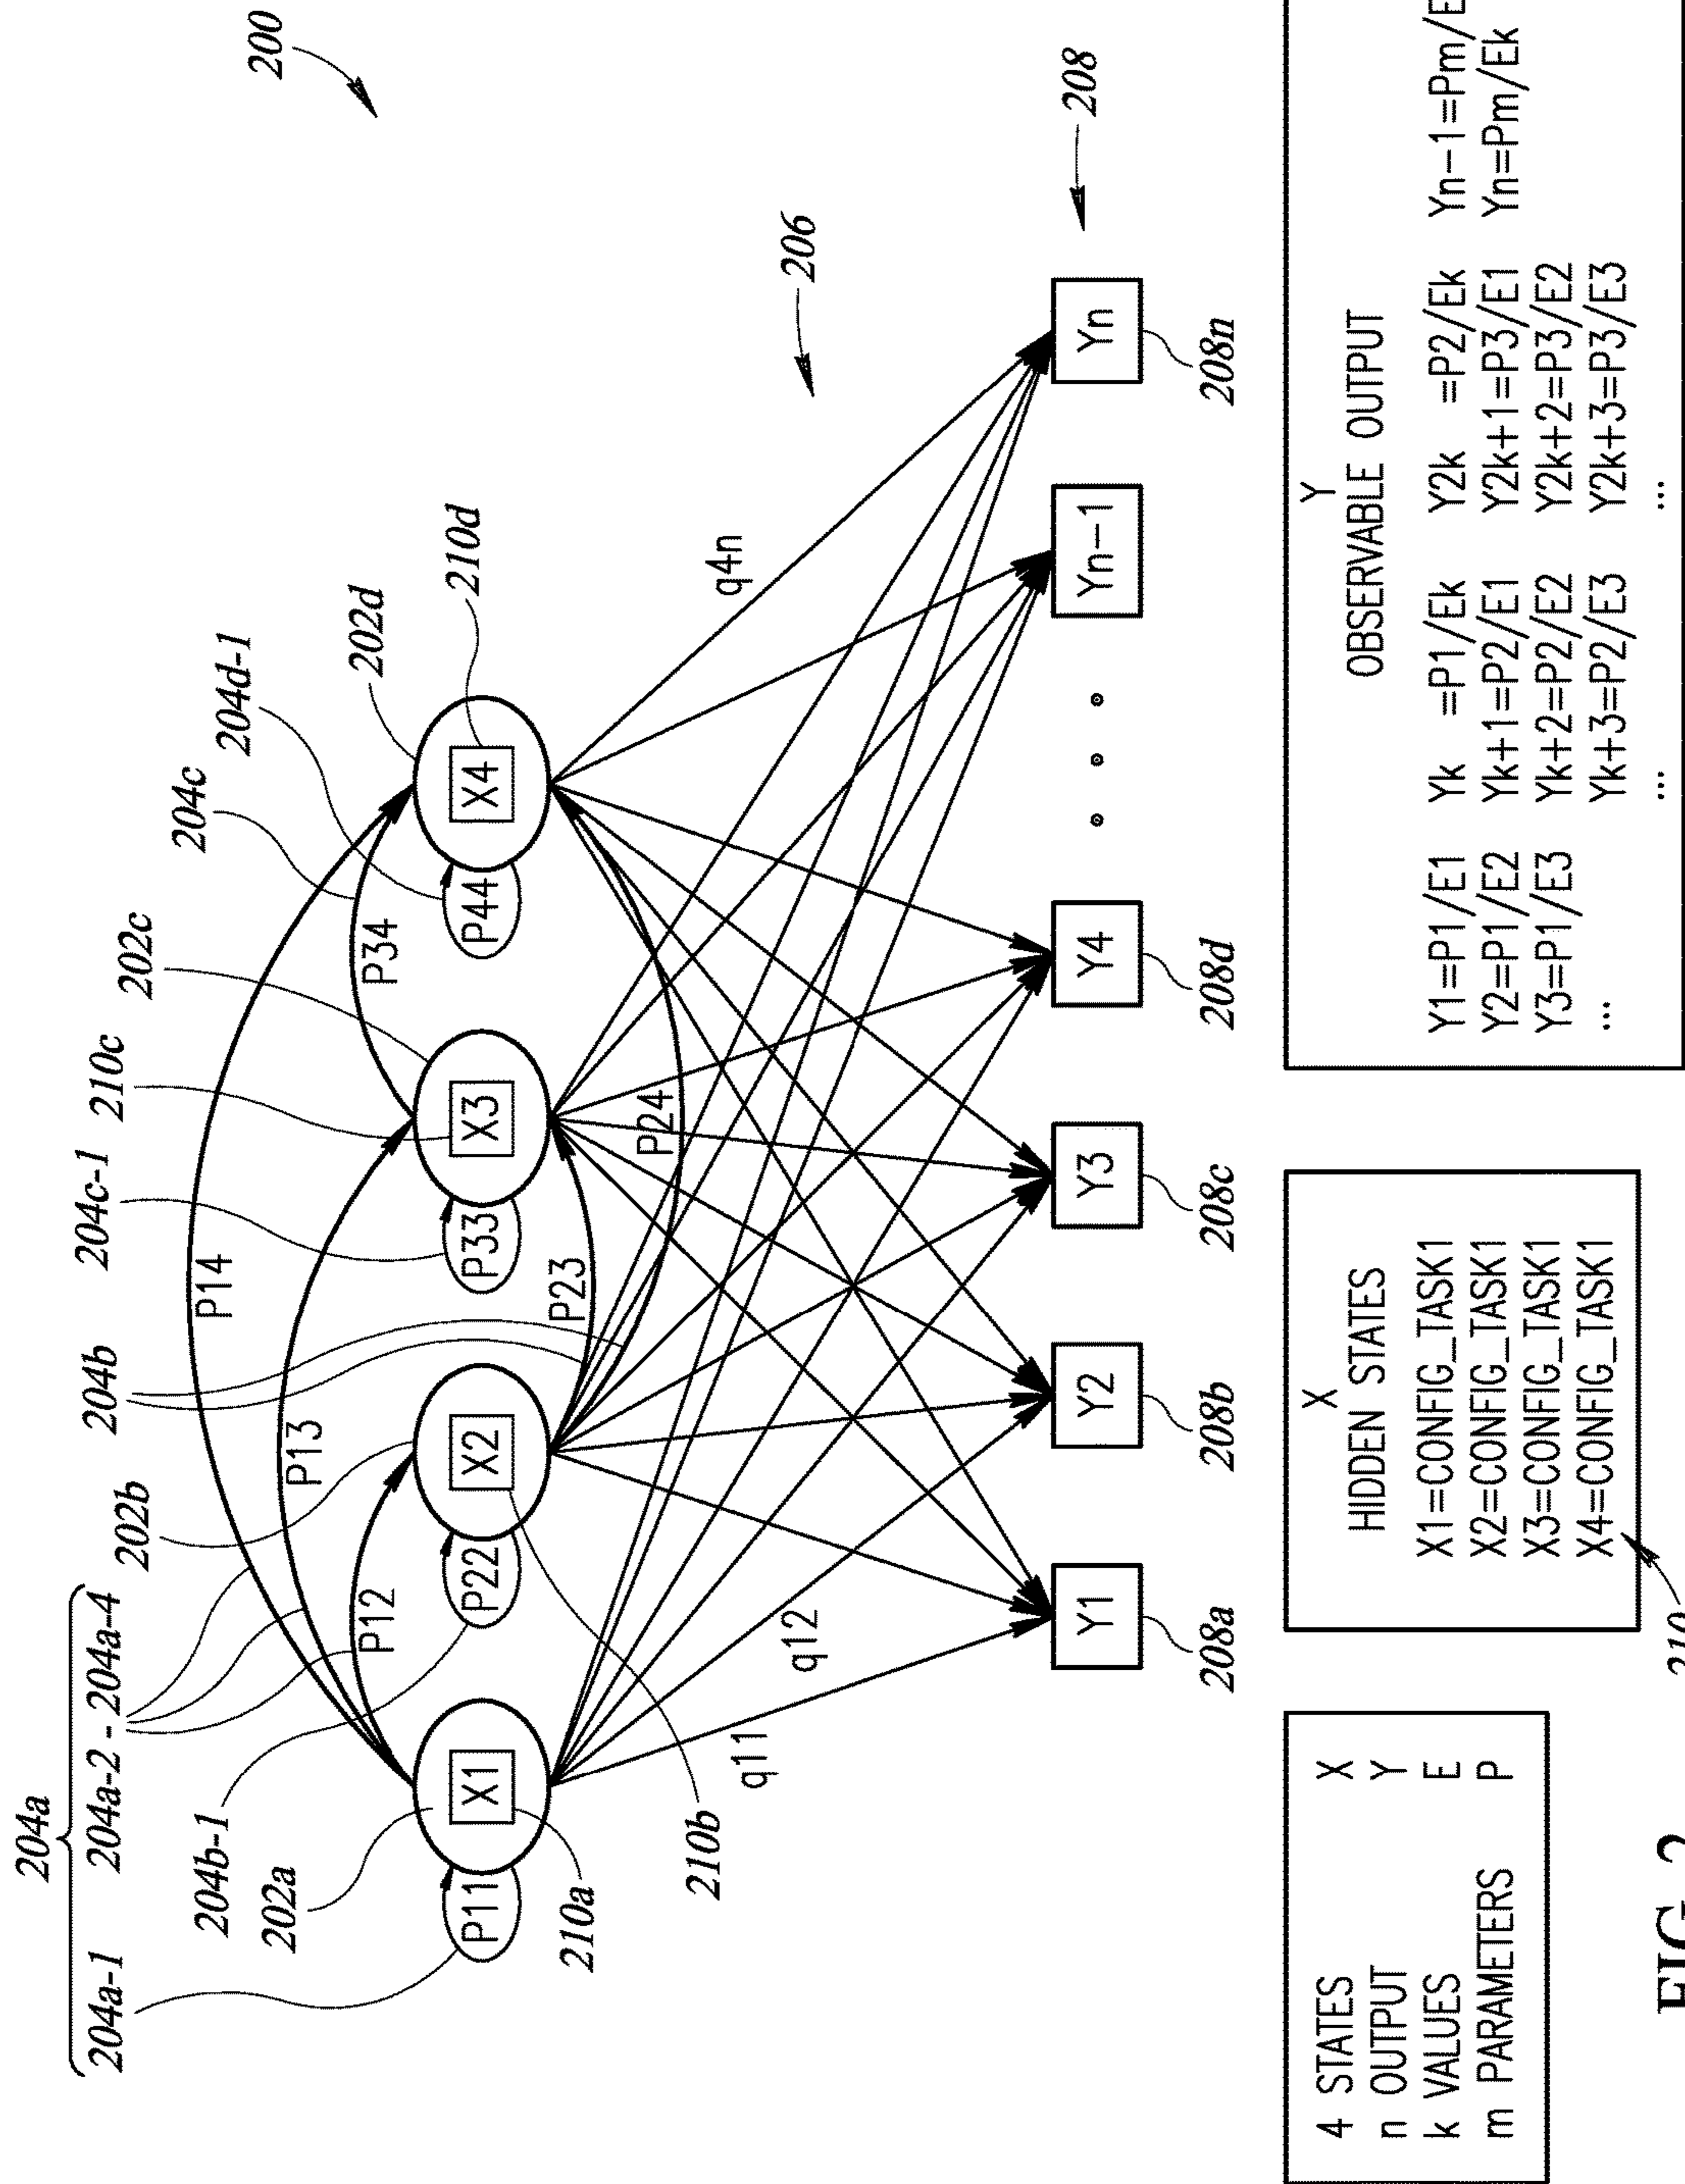 200
204a
204a-1
204a-2 - 204a-4
204b-1
202a
202b
204b
204c-1
210c
202c
204c
204d-1
202d
210d
P14
P13
P12
P34
P11
X1
P22
X2
P33
X3
P44
X4
210a
210b
P23
P24
q11
q12
q4n
206
208
Y1
Y2
Y3
Y4
Yn-1
Yn
208a
208b
208c
208d
208n
4 STATES X
n OUTPUT Y
k VALUES E
m PARAMETERS P
X
HIDDEN STATES
X1=CONFIG_TASK1
X2=CONFIG_TASK1
X3=CONFIG_TASK1
X4=CONFIG_TASK1
210
Y
OBSERVABLE OUTPUT
Y1=P1/E1 Yk =P1/Ek Y2k =P2/Ek Yn-1=Pm/E
Y2=P1/E2 Yk+1=P2/E1 Y2k+1=P3/E1 Yn=Pm/Ek
Y3=P1/E3 Yk+2=P2/E2 Y2k+2=P3/E2
... Yk+3=P2/E3 Y2k+3=P3/E3
... ...
FIG. 2